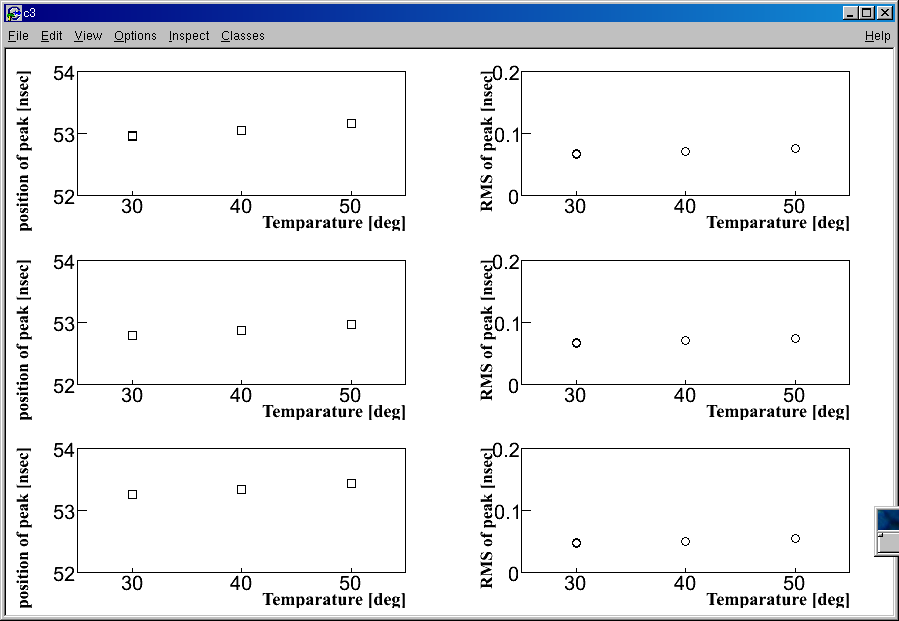 c3
File Edit View Options Inspect Classes Help
position of peak [nsec]
54
53
52
30 40 50
Temparature [deg]
RMS of peak [nsec]
0.2
0.1
0
30 40 50
Temparature [deg]
position of peak [nsec]
54
53
52
30 40 50
Temparature [deg]
RMS of peak [nsec]
0.2
0.1
0
30 40 50
Temparature [deg]
position of peak [nsec]
54
53
52
30 40 50
Temparature [deg]
RMS of peak [nsec]
0.2
0.1
0
30 40 50
Temparature [deg]